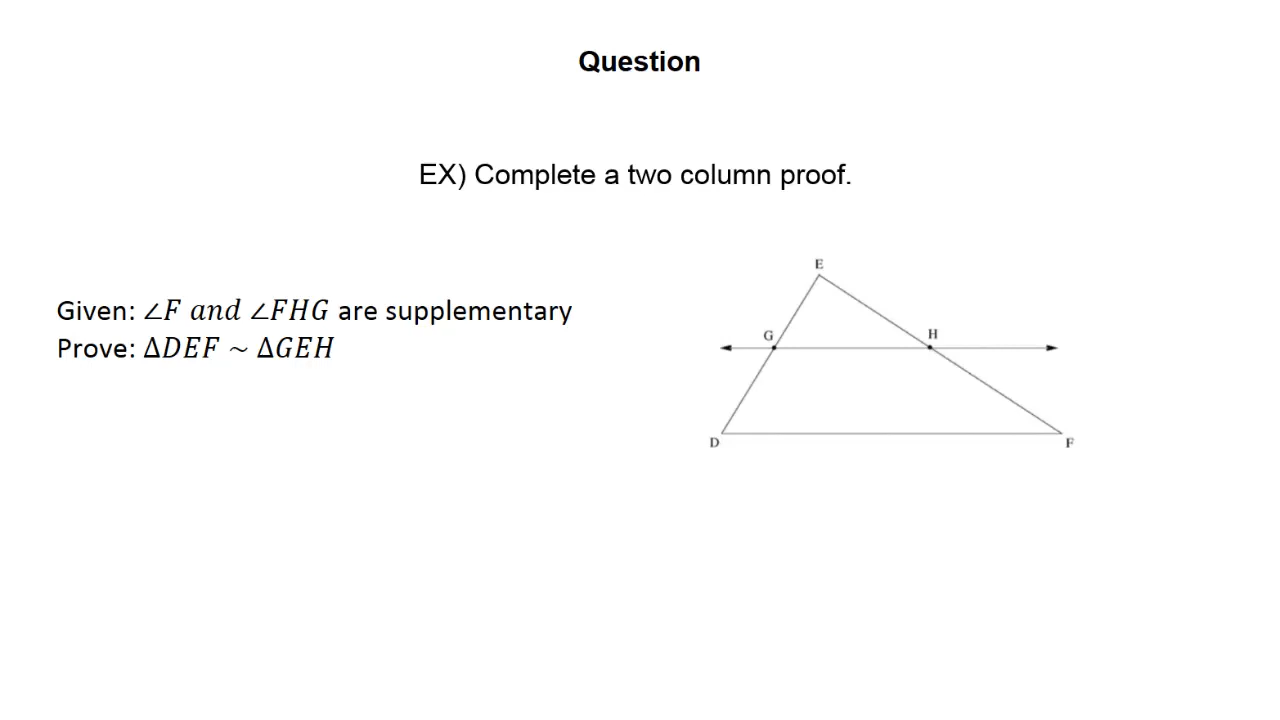 Question
EX) Complete a two column proof.
Given: ∠𝐹 𝑎𝑛𝑑 ∠𝐹𝐻𝐺 are supplementary
Prove: Δ𝐷𝐸𝐹 ~ Δ𝐺𝐸𝐻
E
G
H
D
F